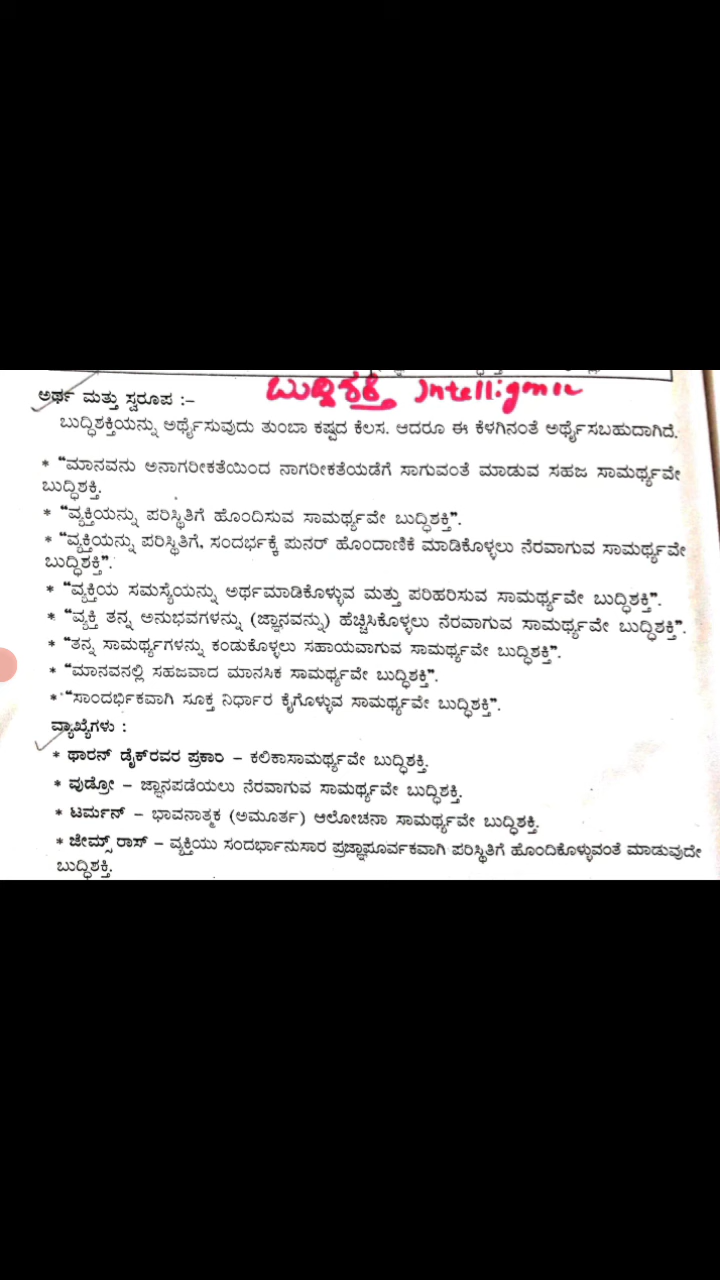 ಬುದ್ಧಿಶಕ್ತಿ Intelligence
ಅರ್ಥ ಮತ್ತು ಸ್ವರೂಪ :–
ಬುದ್ಧಿಶಕ್ತಿಯನ್ನು ಅರ್ಥೈಸುವುದು ತುಂಬಾ ಕಷ್ಟದ ಕೆಲಸ. ಆದರೂ ಈ ಕೆಳಗಿನಂತೆ ಅರ್ಥೈಸಬಹುದಾಗಿದೆ.
* “ಮಾನವನು ಅನಾಗರೀಕತೆಯಿಂದ ನಾಗರೀಕತೆಯಡೆಗೆ ಸಾಗುವಂತೆ ಮಾಡುವ ಸಹಜ ಸಾಮರ್ಥ್ಯವೇ
ಬುದ್ಧಿಶಕ್ತಿ.
* “ವ್ಯಕ್ತಿಯನ್ನು ಪರಿಸ್ಥಿತಿಗೆ ಹೊಂದಿಸುವ ಸಾಮರ್ಥ್ಯವೇ ಬುದ್ಧಿಶಕ್ತಿ”.
* “ವ್ಯಕ್ತಿಯನ್ನು ಪರಿಸ್ಥಿತಿಗೆ, ಸಂದರ್ಭಕ್ಕೆ ಪುನರ್ ಹೊಂದಾಣಿಕೆ ಮಾಡಿಕೊಳ್ಳಲು ನೆರವಾಗುವ ಸಾಮರ್ಥ್ಯವೇ
ಬುದ್ಧಿಶಕ್ತಿ”.
* “ವ್ಯಕ್ತಿಯ ಸಮಸ್ಯೆಯನ್ನು ಅರ್ಥಮಾಡಿಕೊಳ್ಳುವ ಮತ್ತು ಪರಿಹರಿಸುವ ಸಾಮರ್ಥ್ಯವೇ ಬುದ್ಧಿಶಕ್ತಿ”.
* “ವ್ಯಕ್ತಿ ತನ್ನ ಅನುಭವಗಳನ್ನು (ಜ್ಞಾನವನ್ನು) ಹೆಚ್ಚಿಸಿಕೊಳ್ಳಲು ನೆರವಾಗುವ ಸಾಮರ್ಥ್ಯವೇ ಬುದ್ಧಿಶಕ್ತಿ”.
* “ತನ್ನ ಸಾಮರ್ಥ್ಯಗಳನ್ನು ಕಂಡುಕೊಳ್ಳಲು ಸಹಾಯವಾಗುವ ಸಾಮರ್ಥ್ಯವೇ ಬುದ್ಧಿಶಕ್ತಿ”.
* “ಮಾನವನಲ್ಲಿ ಸಹಜವಾದ ಮಾನಸಿಕ ಸಾಮರ್ಥ್ಯವೇ ಬುದ್ಧಿಶಕ್ತಿ”.
* “ಸಾಂದರ್ಭಿಕವಾಗಿ ಸೂಕ್ತ ನಿರ್ಧಾರ ಕೈಗೊಳ್ಳುವ ಸಾಮರ್ಥ್ಯವೇ ಬುದ್ಧಿಶಕ್ತಿ”.
ವ್ಯಾಖ್ಯೆಗಳು :
* ಥಾರನ್ ಡೈಕ್‌ರವರ ಪ್ರಕಾರ – ಕಲಿಕಾಸಾಮರ್ಥ್ಯವೇ ಬುದ್ಧಿಶಕ್ತಿ.
* ವುಡ್ರೋ – ಜ್ಞಾನಪಡೆಯಲು ನೆರವಾಗುವ ಸಾಮರ್ಥ್ಯವೇ ಬುದ್ಧಿಶಕ್ತಿ.
* ಟರ್ಮನ್ – ಭಾವನಾತ್ಮಕ (ಅಮೂರ್ತ) ಆಲೋಚನಾ ಸಾಮರ್ಥ್ಯವೇ ಬುದ್ಧಿಶಕ್ತಿ.
* ಜೇಮ್ಸ್ ರಾಸ್ – ವ್ಯಕ್ತಿಯು ಸಂದರ್ಭಾನುಸಾರ ಪ್ರಜ್ಞಾಪೂರ್ವಕವಾಗಿ ಪರಿಸ್ಥಿತಿಗೆ ಹೊಂದಿಕೊಳ್ಳುವಂತೆ ಮಾಡುವುದೇ
ಬುದ್ಧಿಶಕ್ತಿ.